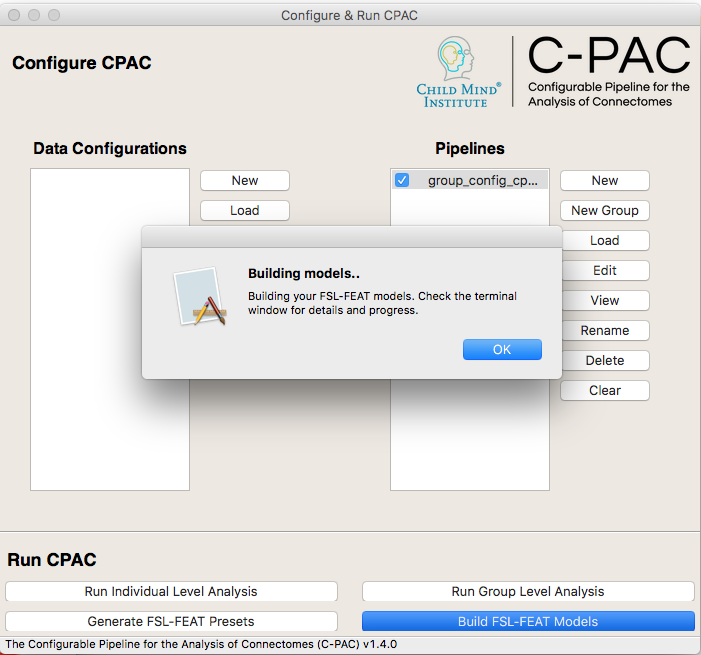 Configure & Run CPAC
Configure CPAC
CHILD MIND®
INSTITUTE
C-PAC
Configurable Pipeline for the
Analysis of Connectomes
Data Configurations
New
Load
Pipelines
group_config_cp...
New
New Group
Load
Edit
View
Rename
Delete
Clear
Building models..
Building your FSL-FEAT models. Check the terminal
window for details and progress.
OK
Run CPAC
Run Individual Level Analysis
Run Group Level Analysis
Generate FSL-FEAT Presets
Build FSL-FEAT Models
The Configurable Pipeline for the Analysis of Connectomes (C-PAC) v1.4.0